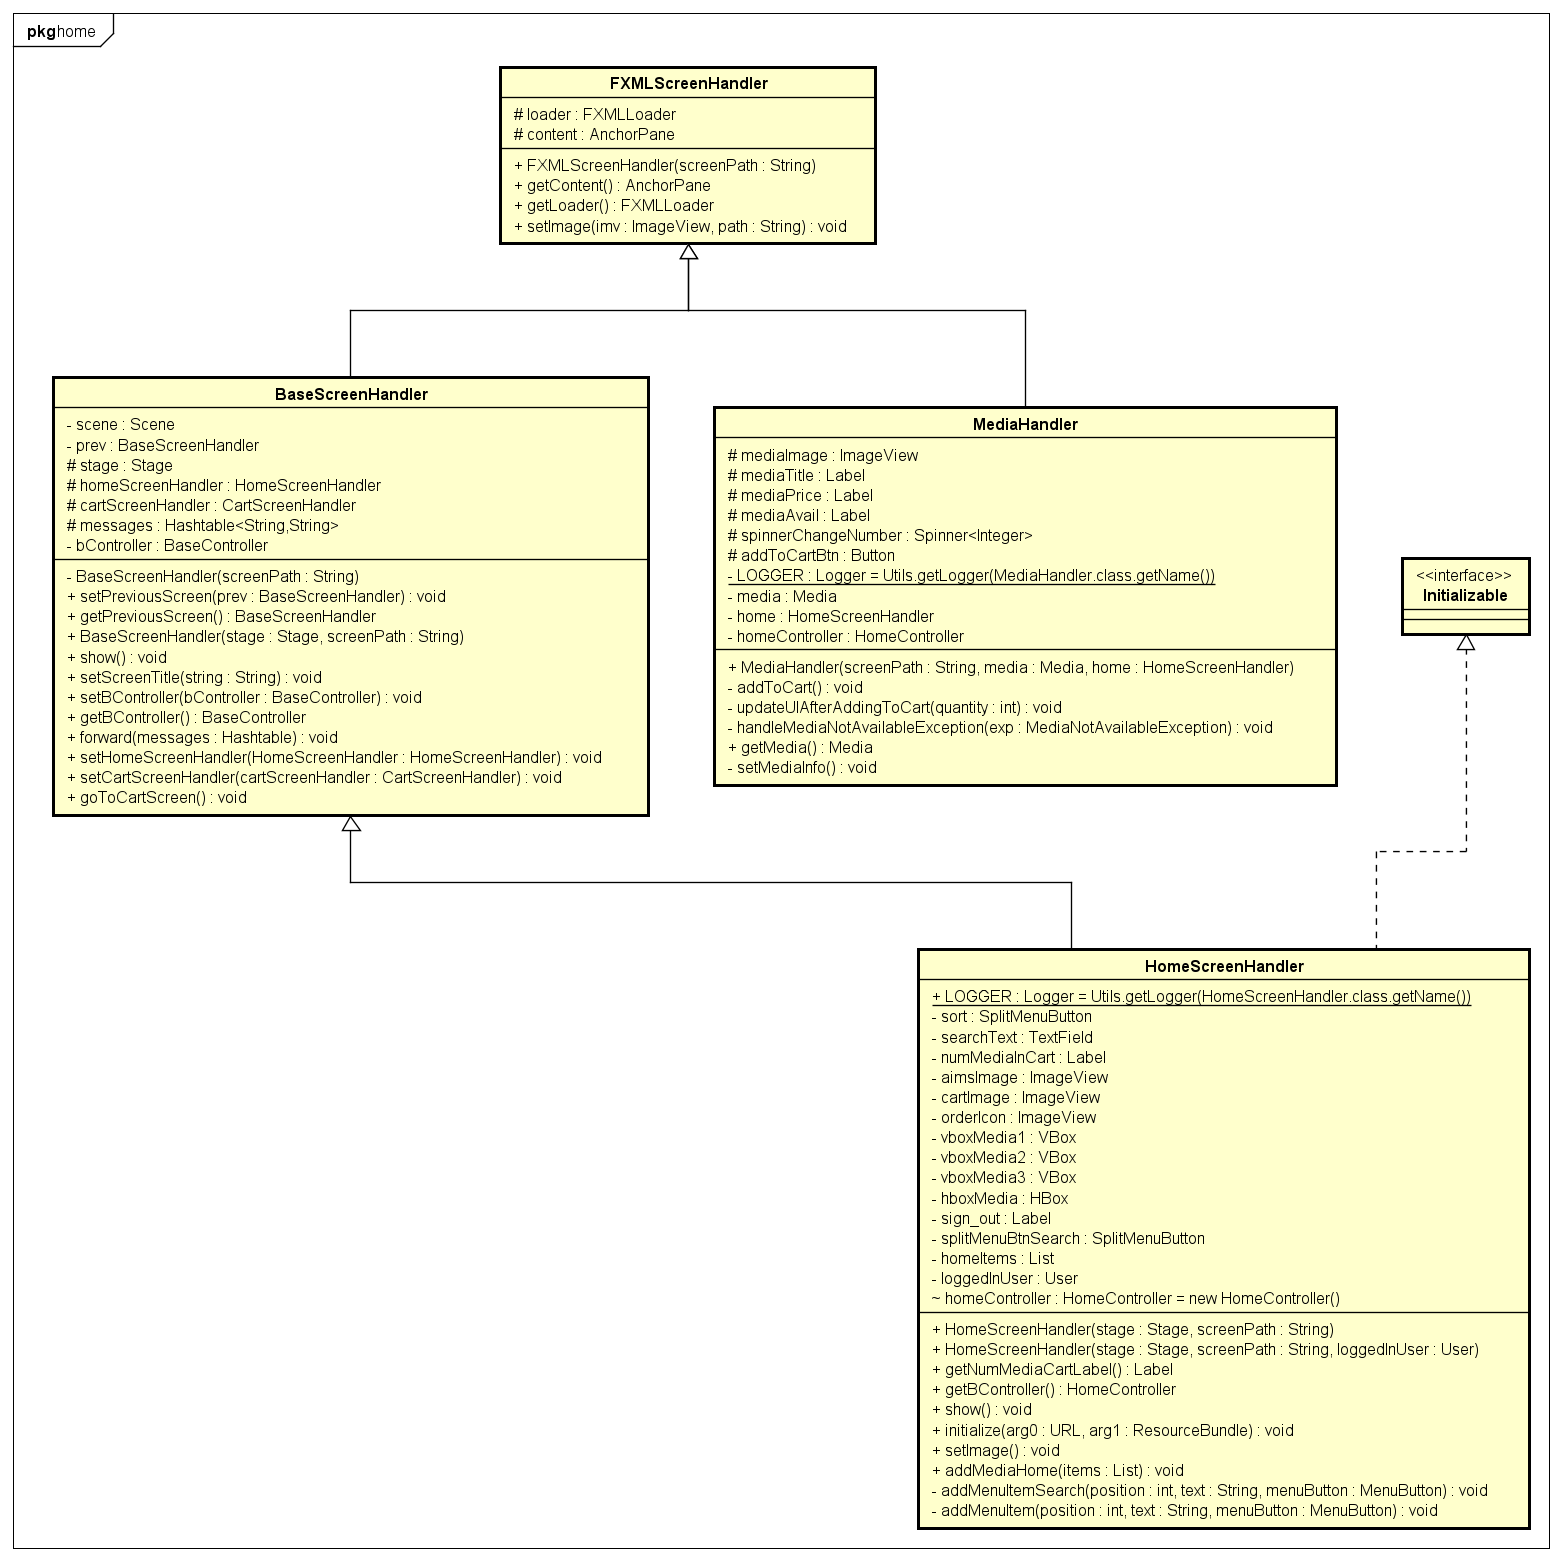 pkg home
FXMLScreenHandler
# loader : FXMLLoader
# content : AnchorPane
+ FXMLScreenHandler(screenPath : String)
+ getContent() : AnchorPane
+ getLoader() : FXMLLoader
+ setImage(imv : ImageView, path : String) : void
BaseScreenHandler
- scene : Scene
- prev : BaseScreenHandler
# stage : Stage
# homeScreenHandler : HomeScreenHandler
# cartScreenHandler : CartScreenHandler
# messages : Hashtable<String,String>
- bController : BaseController
- BaseScreenHandler(screenPath : String)
+ setPreviousScreen(prev : BaseScreenHandler) : void
+ getPreviousScreen() : BaseScreenHandler
+ BaseScreenHandler(stage : Stage, screenPath : String)
+ show() : void
+ setScreenTitle(string : String) : void
+ setBController(bController : BaseController) : void
+ getBController() : BaseController
+ forward(messages : Hashtable) : void
+ setHomeScreenHandler(HomeScreenHandler : HomeScreenHandler) : void
+ setCartScreenHandler(cartScreenHandler : CartScreenHandler) : void
+ goToCartScreen() : void
MediaHandler
# mediaImage : ImageView
# mediaTitle : Label
# mediaPrice : Label
# mediaAvail : Label
# spinnerChangeNumber : Spinner<Integer>
# addToCartBtn : Button
- LOGGER : Logger = Utils.getLogger(MediaHandler.class.getName())
- media : Media
- home : HomeScreenHandler
- homeController : HomeController
+ MediaHandler(screenPath : String, media : Media, home : HomeScreenHandler)
- addToCart() : void
- updateUIAfterAddingToCart(quantity : int) : void
- handleMediaNotAvailableException(exp : MediaNotAvailableException) : void
+ getMedia() : Media
- setMediaInfo() : void
<<interface>>
Initializable
HomeScreenHandler
+ LOGGER : Logger = Utils.getLogger(HomeScreenHandler.class.getName())
- sort : SplitMenuButton
- searchText : TextField
- numMediaInCart : Label
- aimsImage : ImageView
- cartImage : ImageView
- orderIcon : ImageView
- vboxMedia1 : VBox
- vboxMedia2 : VBox
- vboxMedia3 : VBox
- hboxMedia : HBox
- sign_out : Label
- splitMenuBtnSearch : SplitMenuButton
- homeItems : List
- loggedInUser : User
~ homeController : HomeController = new HomeController()
+ HomeScreenHandler(stage : Stage, screenPath : String)
+ HomeScreenHandler(stage : Stage, screenPath : String, loggedInUser : User)
+ getNumMediaCartLabel() : Label
+ getBController() : HomeController
+ show() : void
+ initialize(arg0 : URL, arg1 : ResourceBundle) : void
+ setImage() : void
+ addMediaHome(items : List) : void
- addMenuItemSearch(position : int, text : String, menuButton : MenuButton) : void
- addMenuItem(position : int, text : String, menuButton : MenuButton) : void